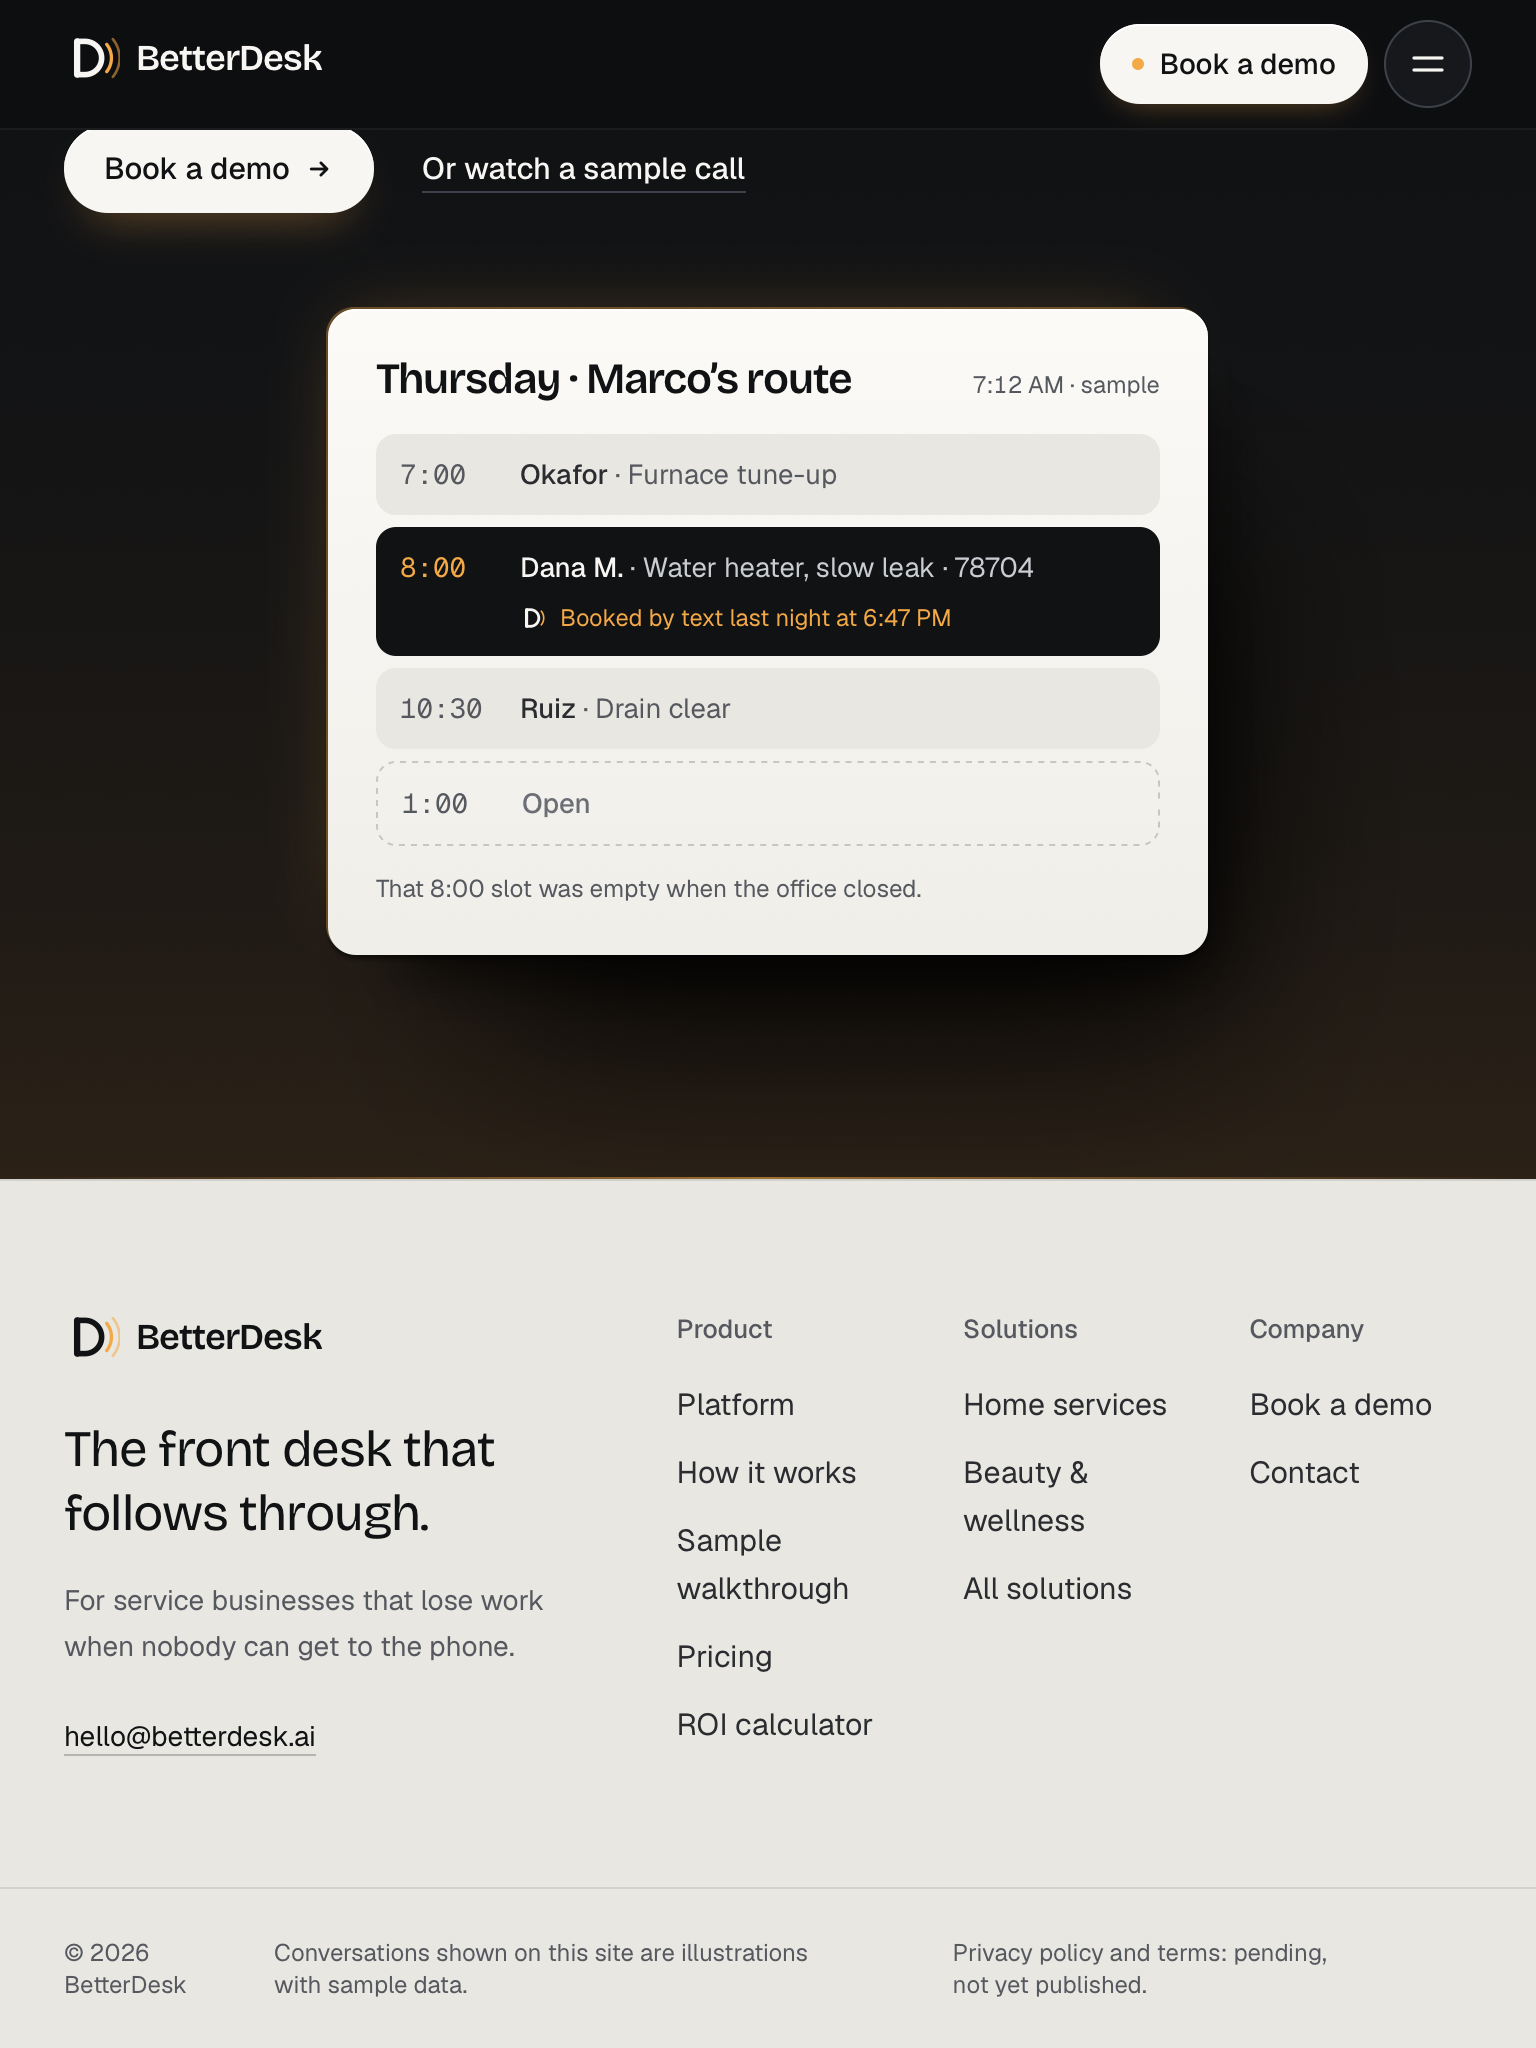 BetterDesk
Book a demo
Book a demo →
Or watch a sample call
Thursday · Marco’s route
7:12 AM · sample
7:00 Okafor · Furnace tune-up
8:00 Dana M. · Water heater, slow leak · 78704
Booked by text last night at 6:47 PM
10:30 Ruiz · Drain clear
1:00 Open
That 8:00 slot was empty when the office closed.
BetterDesk
The front desk that
follows through.
For service businesses that lose work
when nobody can get to the phone.
hello@betterdesk.ai
Product
Platform
How it works
Sample
walkthrough
Pricing
ROI calculator
Solutions
Home services
Beauty &
wellness
All solutions
Company
Book a demo
Contact
© 2026
BetterDesk
Conversations shown on this site are illustrations
with sample data.
Privacy policy and terms: pending,
not yet published.